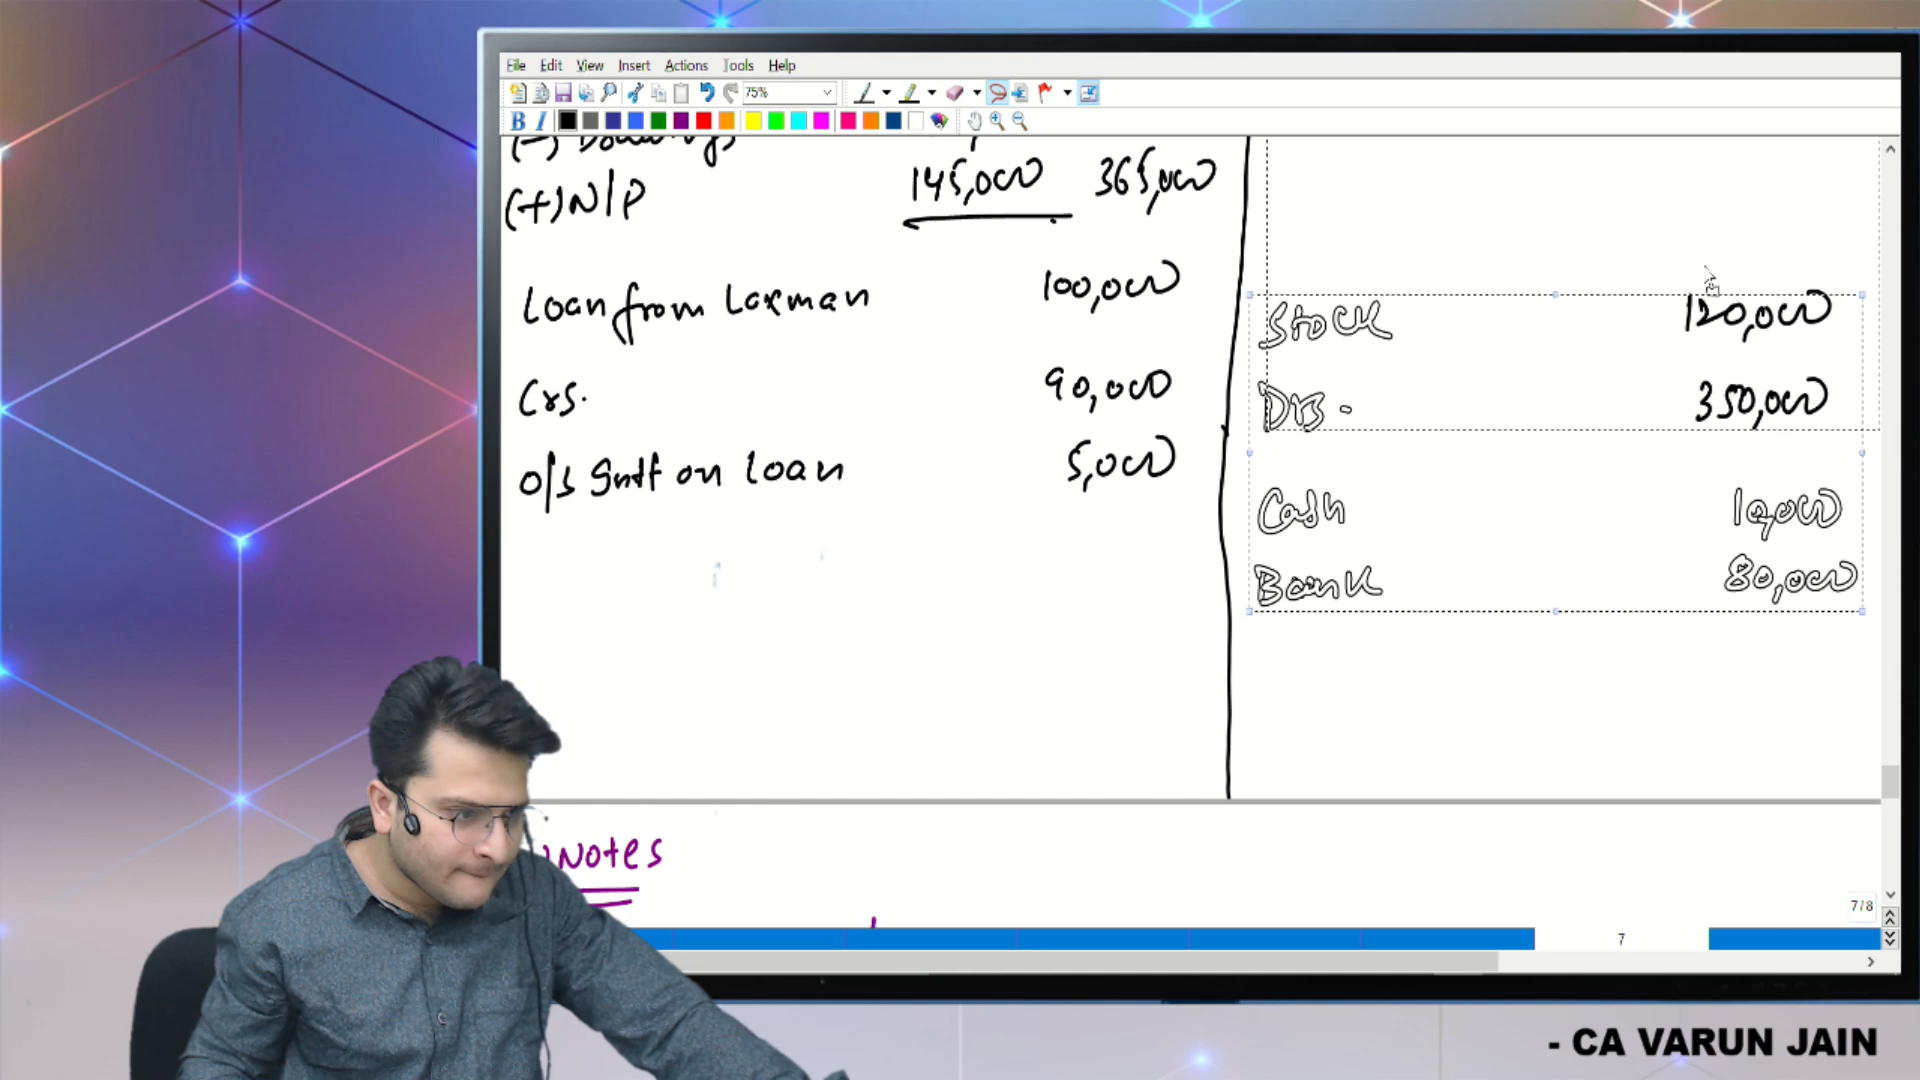 File Edit View Insert Actions Tools Help
75%
B I
(-) Drawings
(+) N/P 145,000 365,000
Loan from Laxman 100,000
Crs. 90,000
O/s Intt on loan 5,000
Stock 120,000
Drs - 350,000
Cash 10,000
Bank 80,000
Notes
7/8
7
- CA VARUN JAIN